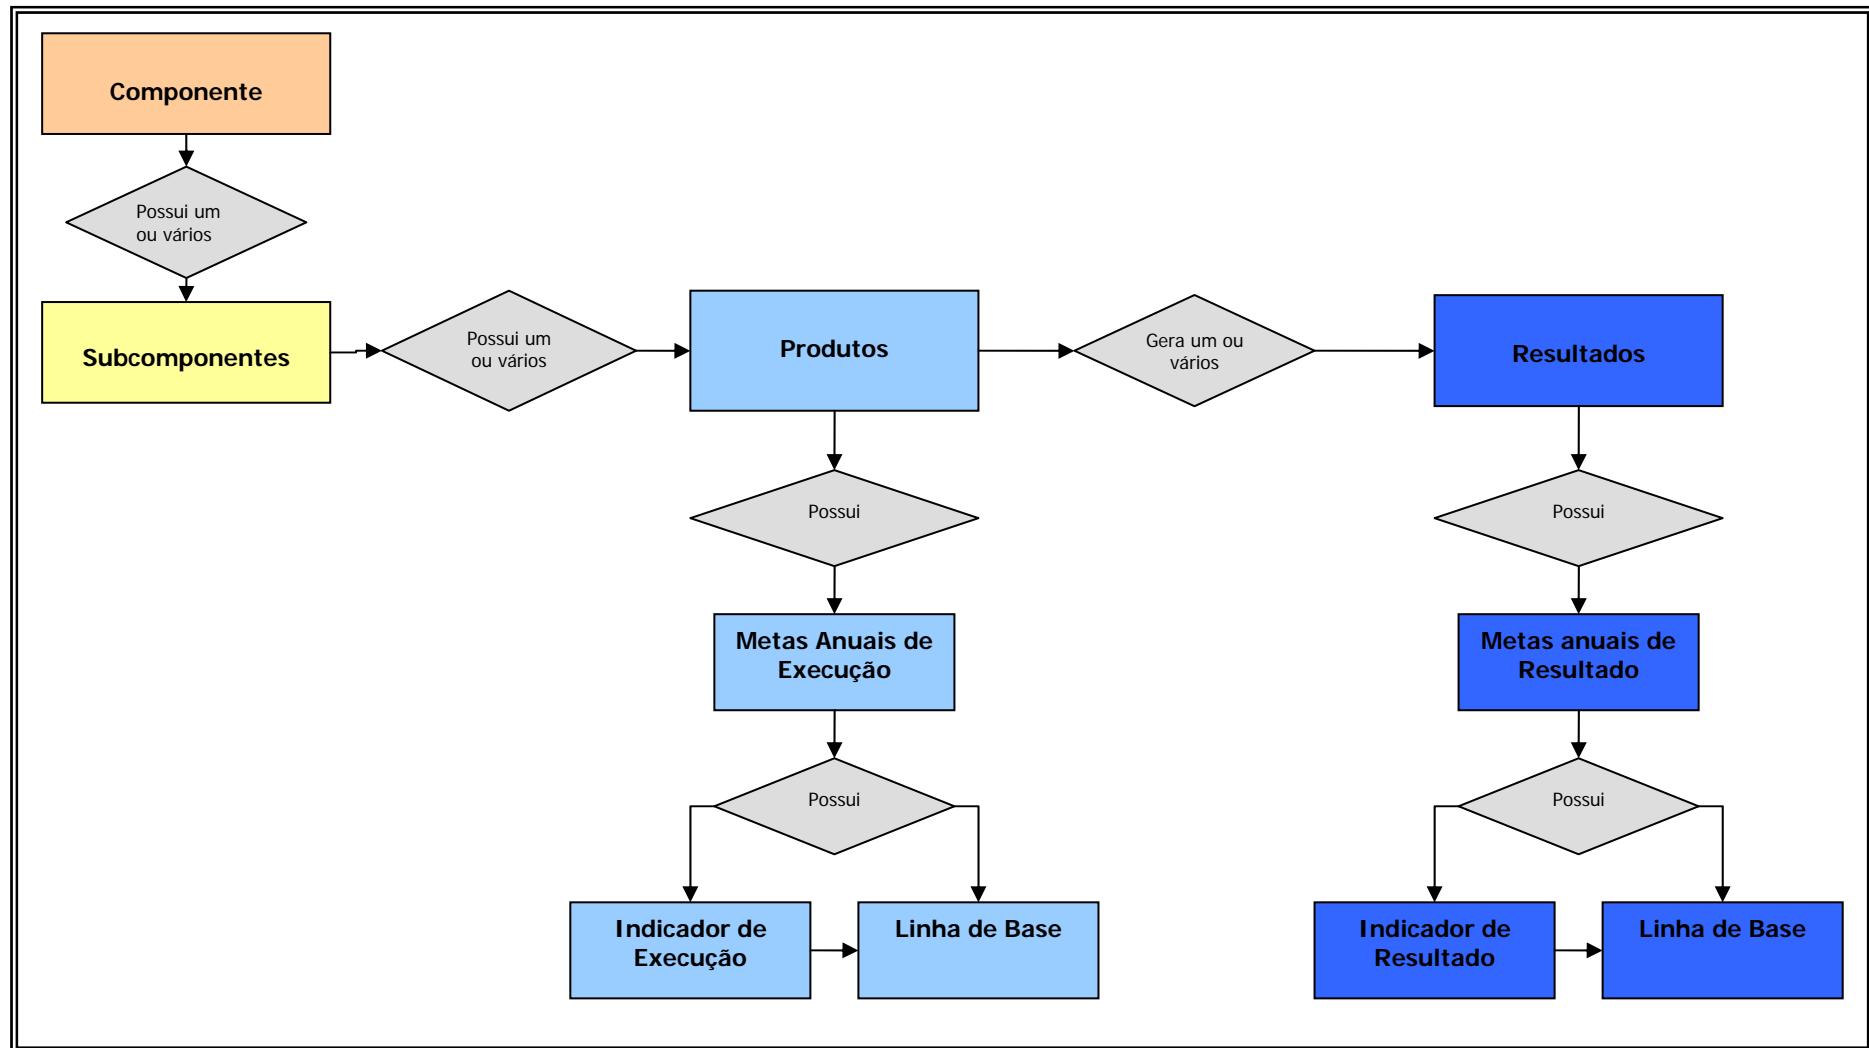 Componente
Possui um
ou vários
Subcomponentes
Possui um
ou vários
Produtos
Gera um ou
vários
Resultados
Possui
Possui
Metas Anuais de
Execução
Metas anuais de
Resultado
Possui
Possui
Indicador de
Execução
Linha de Base
Indicador de
Resultado
Linha de Base